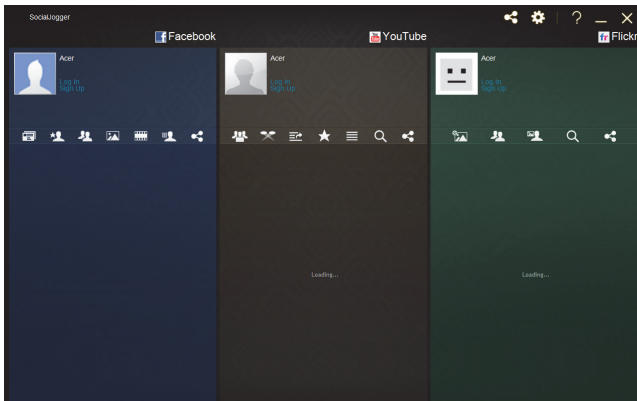 SocialJogger
Facebook
YouTube
Flickr
Acer
Log In
Sign Up
Acer
Log In
Sign Up
Acer
Log In
Sign Up
Loading...
Loading...